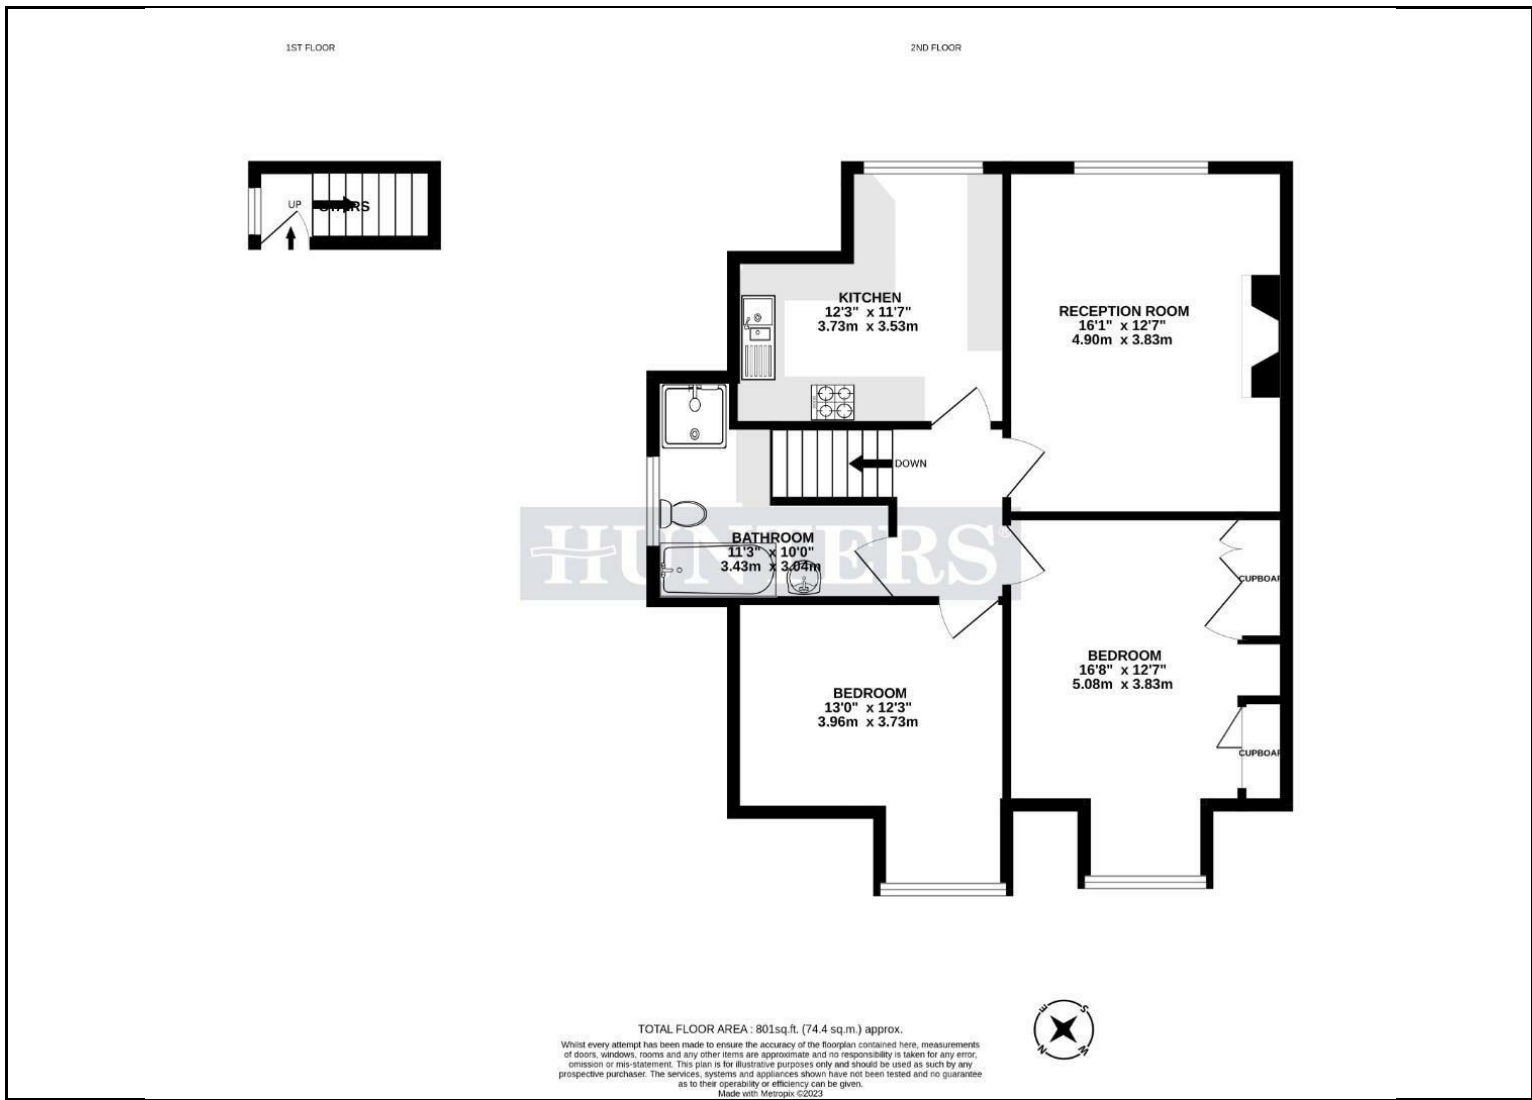 1ST FLOOR
2ND FLOOR
UP
STAIRS
KITCHEN
12'3" x 11'7"
3.73m x 3.53m
RECEPTION ROOM
16'1" x 12'7"
4.90m x 3.83m
DOWN
HUNTERS®
BATHROOM
11'3" x 10'0"
3.43m x 3.04m
CUPBOAR
BEDROOM
16'8" x 12'7"
5.08m x 3.83m
BEDROOM
13'0" x 12'3"
3.96m x 3.73m
CUPBOAR
E
S
N
W
TOTAL FLOOR AREA : 801sq.ft. (74.4 sq.m.) approx.
Whilst every attempt has been made to ensure the accuracy of the floorplan contained here, measurements
of doors, windows, rooms and any other items are approximate and no responsibility is taken for any error,
omission or mis-statement. This plan is for illustrative purposes only and should be used as such by any
prospective purchaser. The services, systems and appliances shown have not been tested and no guarantee
as to their operability or efficiency can be given.
Made with Metropix ©2023